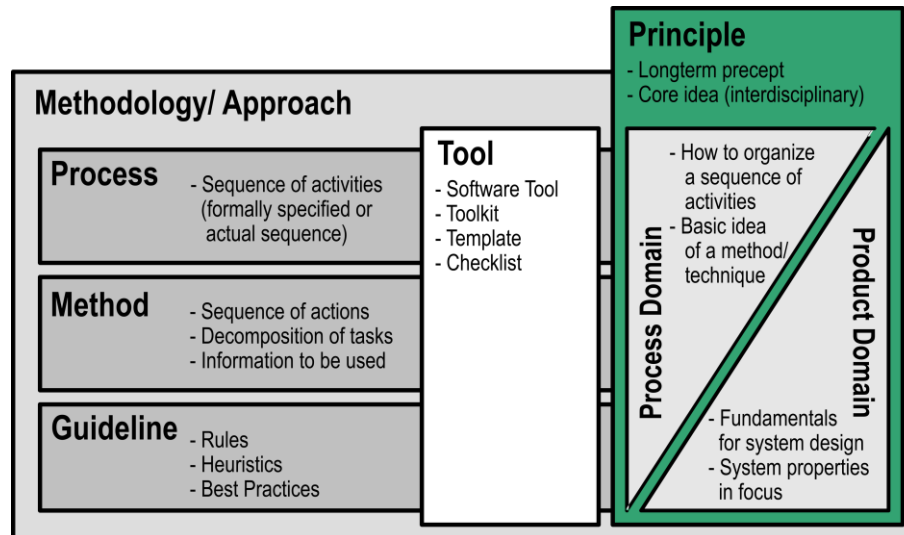 Methodology/ Approach
Process
- Sequence of activities
(formally specified or
actual sequence)
Method
- Sequence of actions
- Decomposition of tasks
- Information to be used
Guideline
- Rules
- Heuristics
- Best Practices
Tool
- Software Tool
- Toolkit
- Template
- Checklist
Principle
- Longterm precept
- Core idea (interdisciplinary)
- How to organize
a sequence of
activities
- Basic idea
of a method/
technique
Process Domain
Product Domain
- Fundamentals
for system design
- System properties
in focus